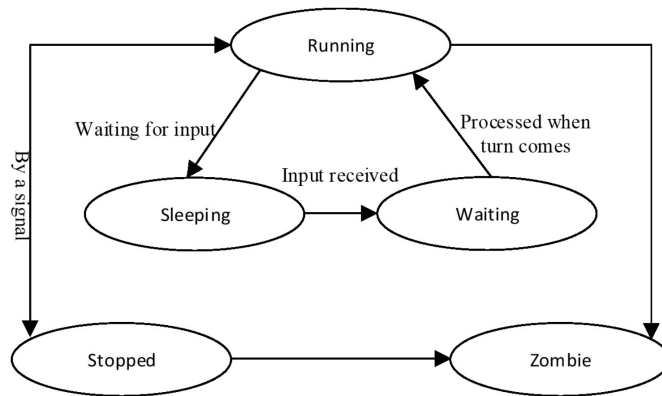 Running
Waiting for input
Processed when
turn comes
By a signal
Input received
Sleeping
Waiting
Stopped
Zombie